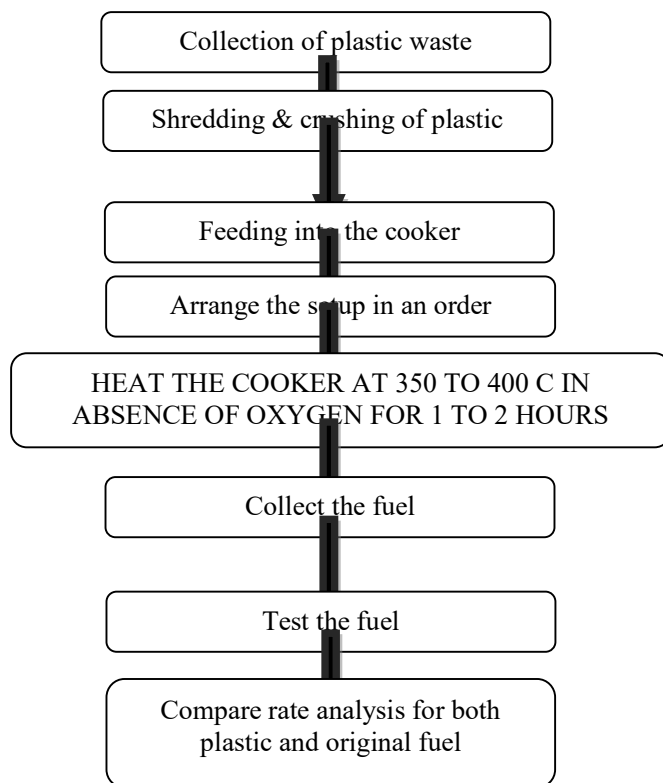 Collection of plastic waste
Shredding & crushing of plastic
Feeding into the cooker
Arrange the setup in an order
HEAT THE COOKER AT 350 TO 400 C IN
ABSENCE OF OXYGEN FOR 1 TO 2 HOURS
Collect the fuel
Test the fuel
Compare rate analysis for both
plastic and original fuel